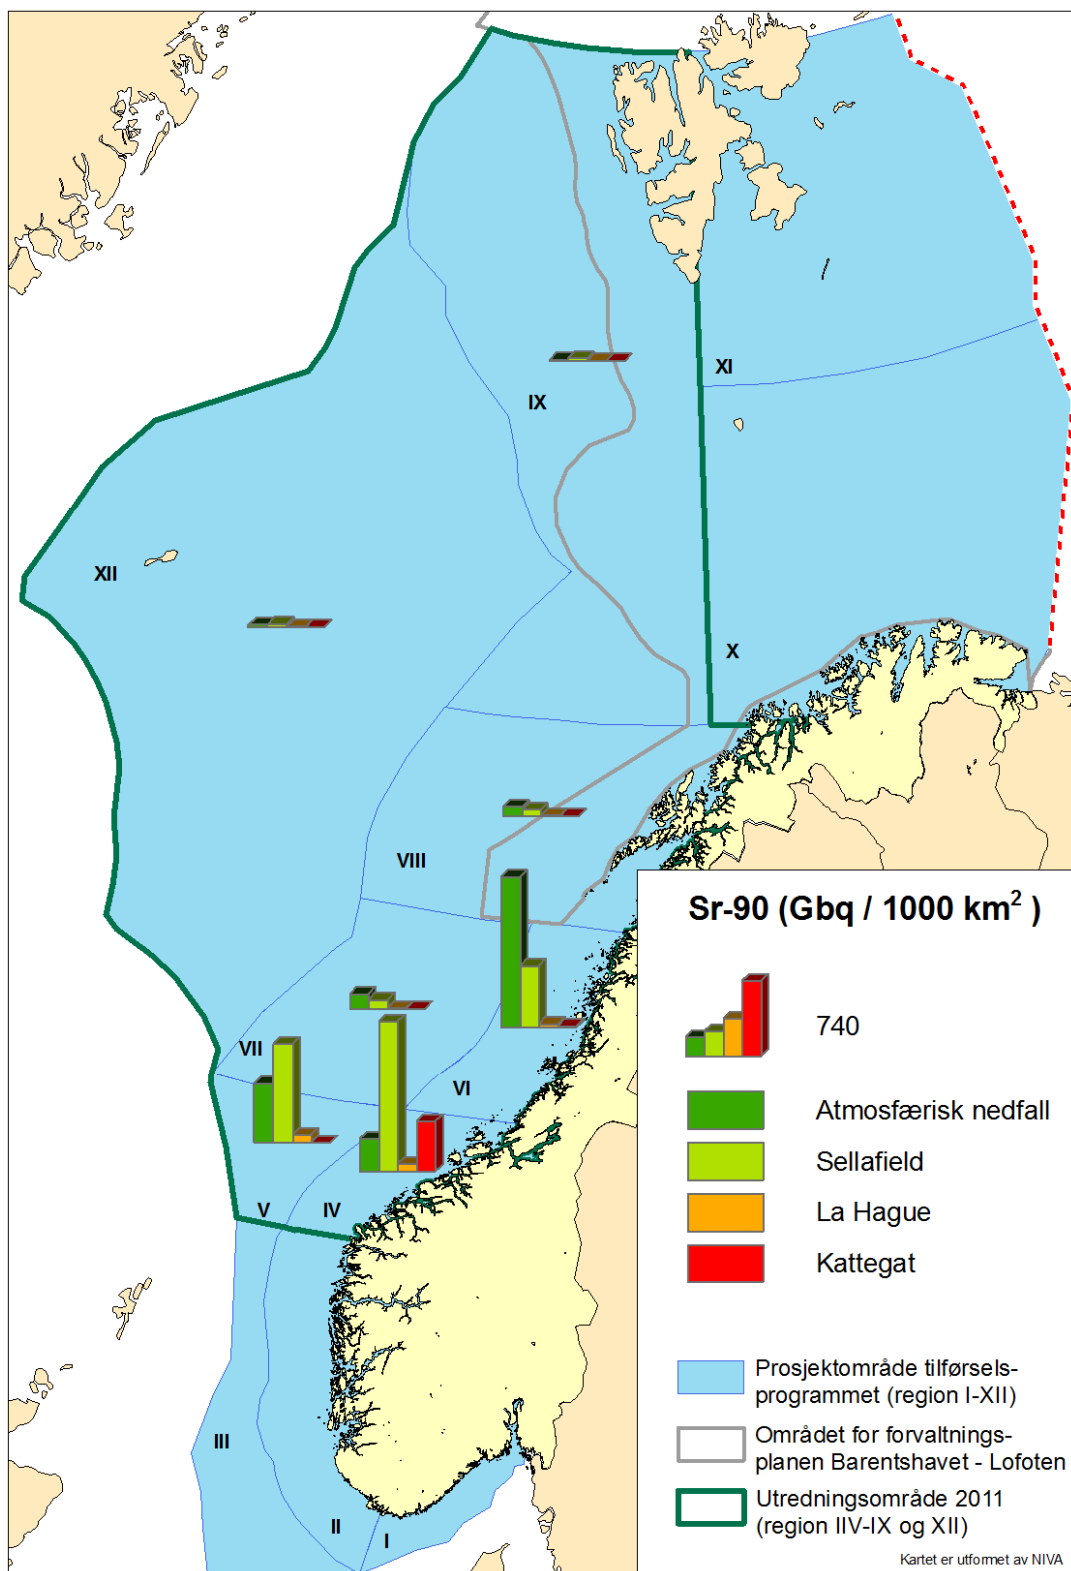 XI
IX
XII
X
VIII
VII
VI
V
IV
III
II
I
Sr-90 (Gbq / 1000 km² )
740
Atmosfærisk nedfall
Sellafield
La Hague
Kattegat
Prosjektområde tilførsels-
programmet (region I-XII)
Området for forvaltnings-
planen Barentshavet - Lofoten
Utredningsområde 2011
(region IIV-IX og XII)
Kartet er utformet av NIVA